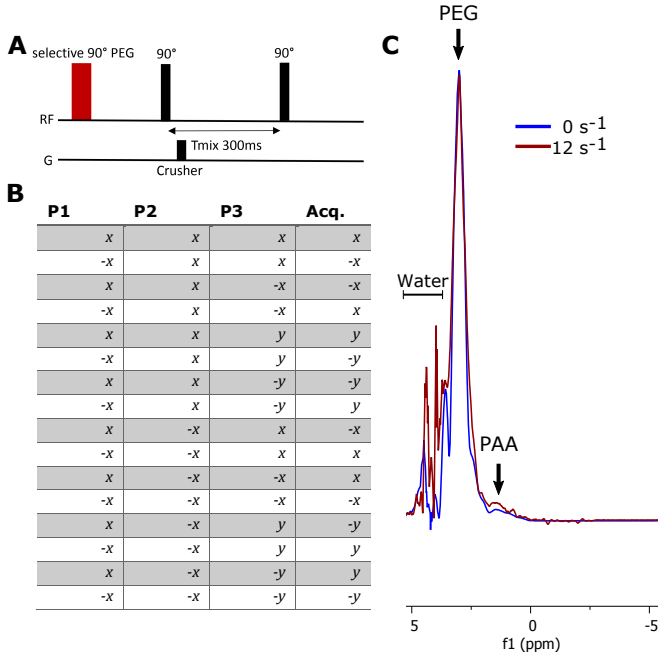 A
selective 90° PEG
90°
90°
RF
Tmix 300ms
G
Crusher
B
P1 P2 P3 Acq.
x x x x
-x x x -x
x x -x -x
-x x -x x
x x y y
-x x y -y
x x -y -y
-x x -y y
x -x x -x
-x -x x x
x -x -x x
-x -x -x -x
x -x y -y
-x -x y y
x -x -y y
-x -x -y -y
C
PEG
0 s-1
12 s-1
Water
PAA
5 0 -5
f1 (ppm)